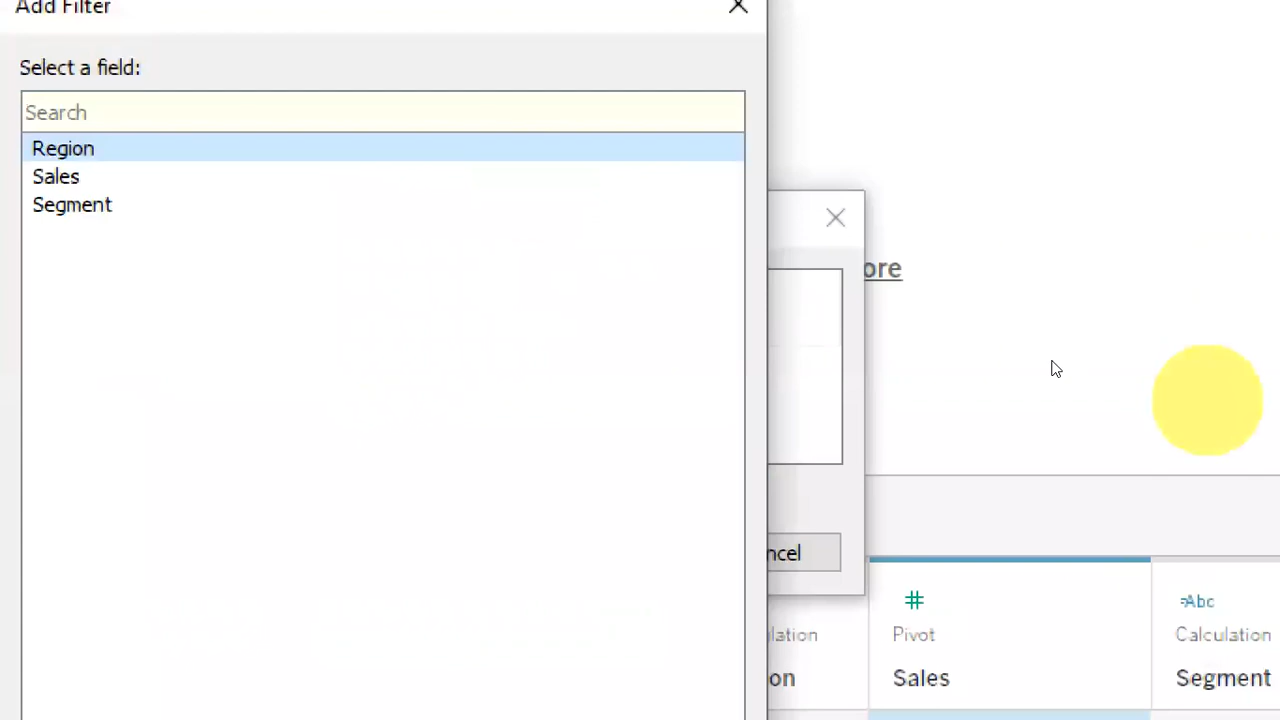 Add Filter
Select a field:
Search
Region
Sales
Segment
ore
ncel
Pivot
Calculation
lation
on
Sales
Segment
Abc